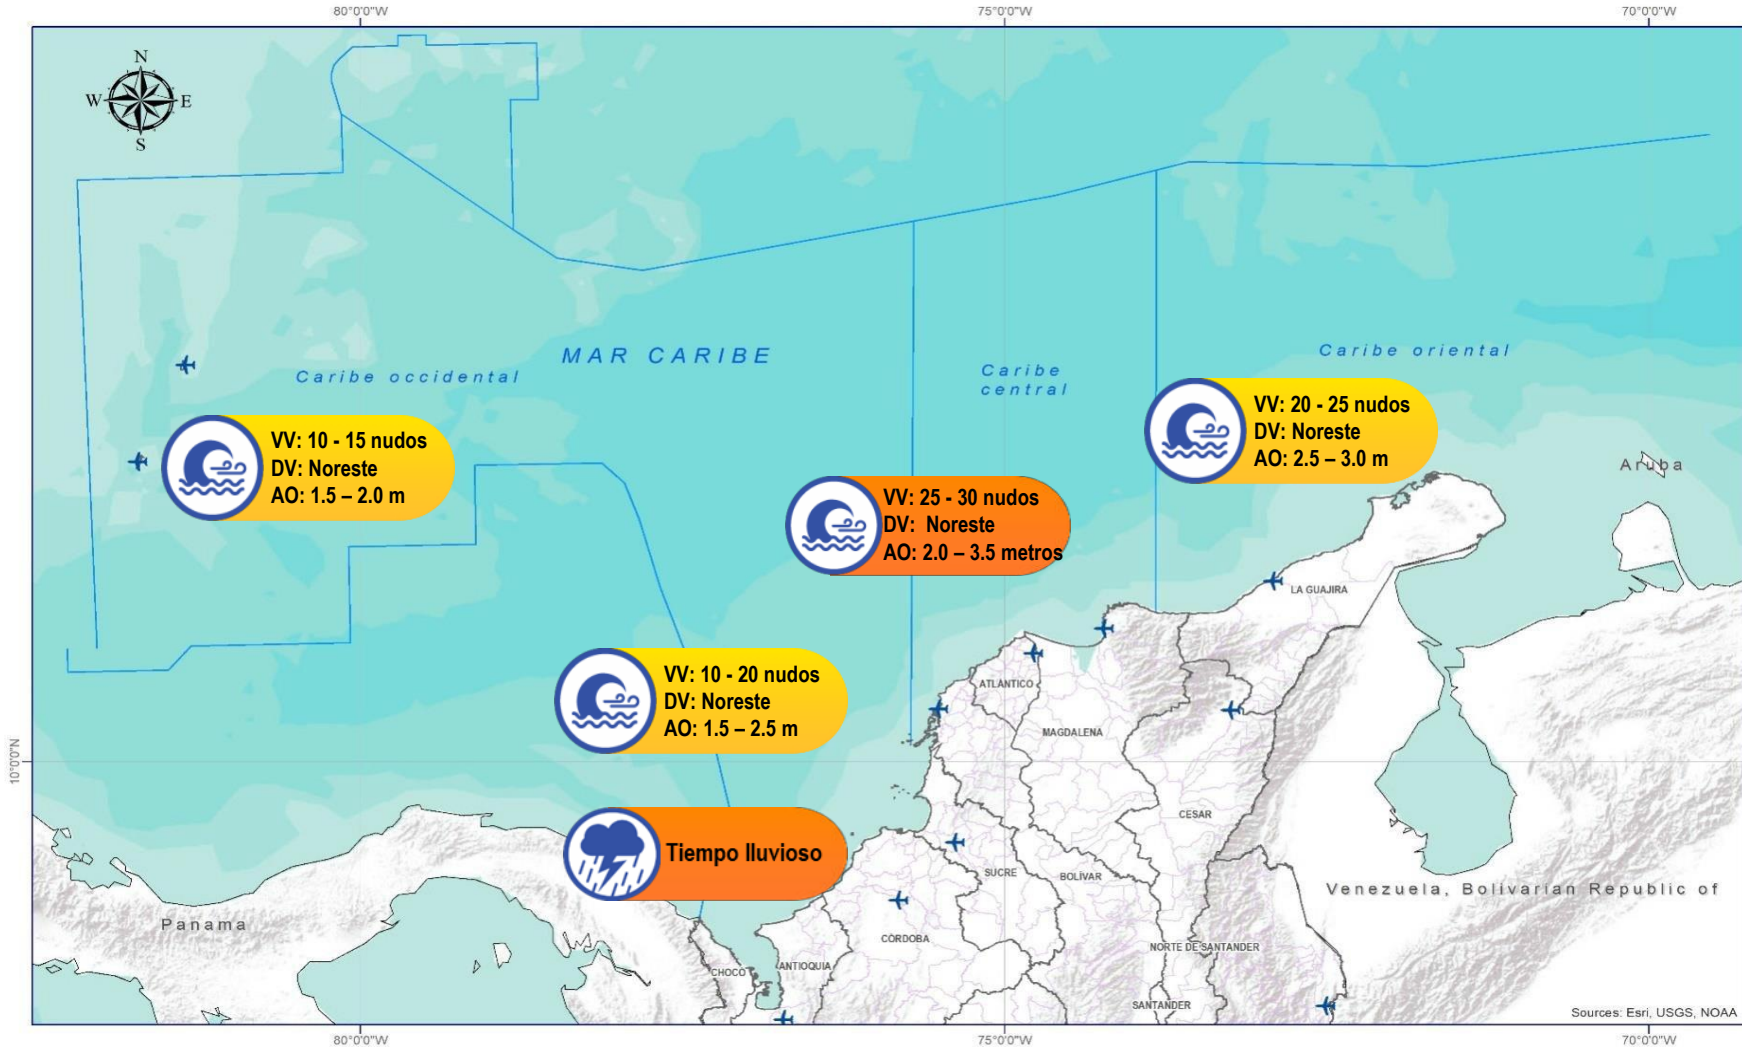 80°0'0"W
75°0'0"W
70°0'0"W
N
W
E
S
MAR CARIBE
Caribe occidental
Caribe
central
Caribe oriental
VV: 20 - 25 nudos
DV: Noreste
AO: 2.5 – 3.0 m
VV: 10 - 15 nudos
DV: Noreste
AO: 1.5 – 2.0 m
Aruba
VV: 25 - 30 nudos
DV: Noreste
AO: 2.0 – 3.5 metros
LA GUAJIRA
VV: 10 - 20 nudos
DV: Noreste
AO: 1.5 – 2.5 m
ATLÁNTICO
MAGDALENA
10°0'0"N
CESAR
Tiempo lluvioso
SUCRE
BOLÍVAR
Venezuela, Bolivarian Republic of
Panama
CÓRDOBA
NORTE DE SANTANDER
CHOCÓ
ANTIOQUIA
SANTANDER
Sources: Esri, USGS, NOAA
80°0'0"W
75°0'0"W
70°0'0"W